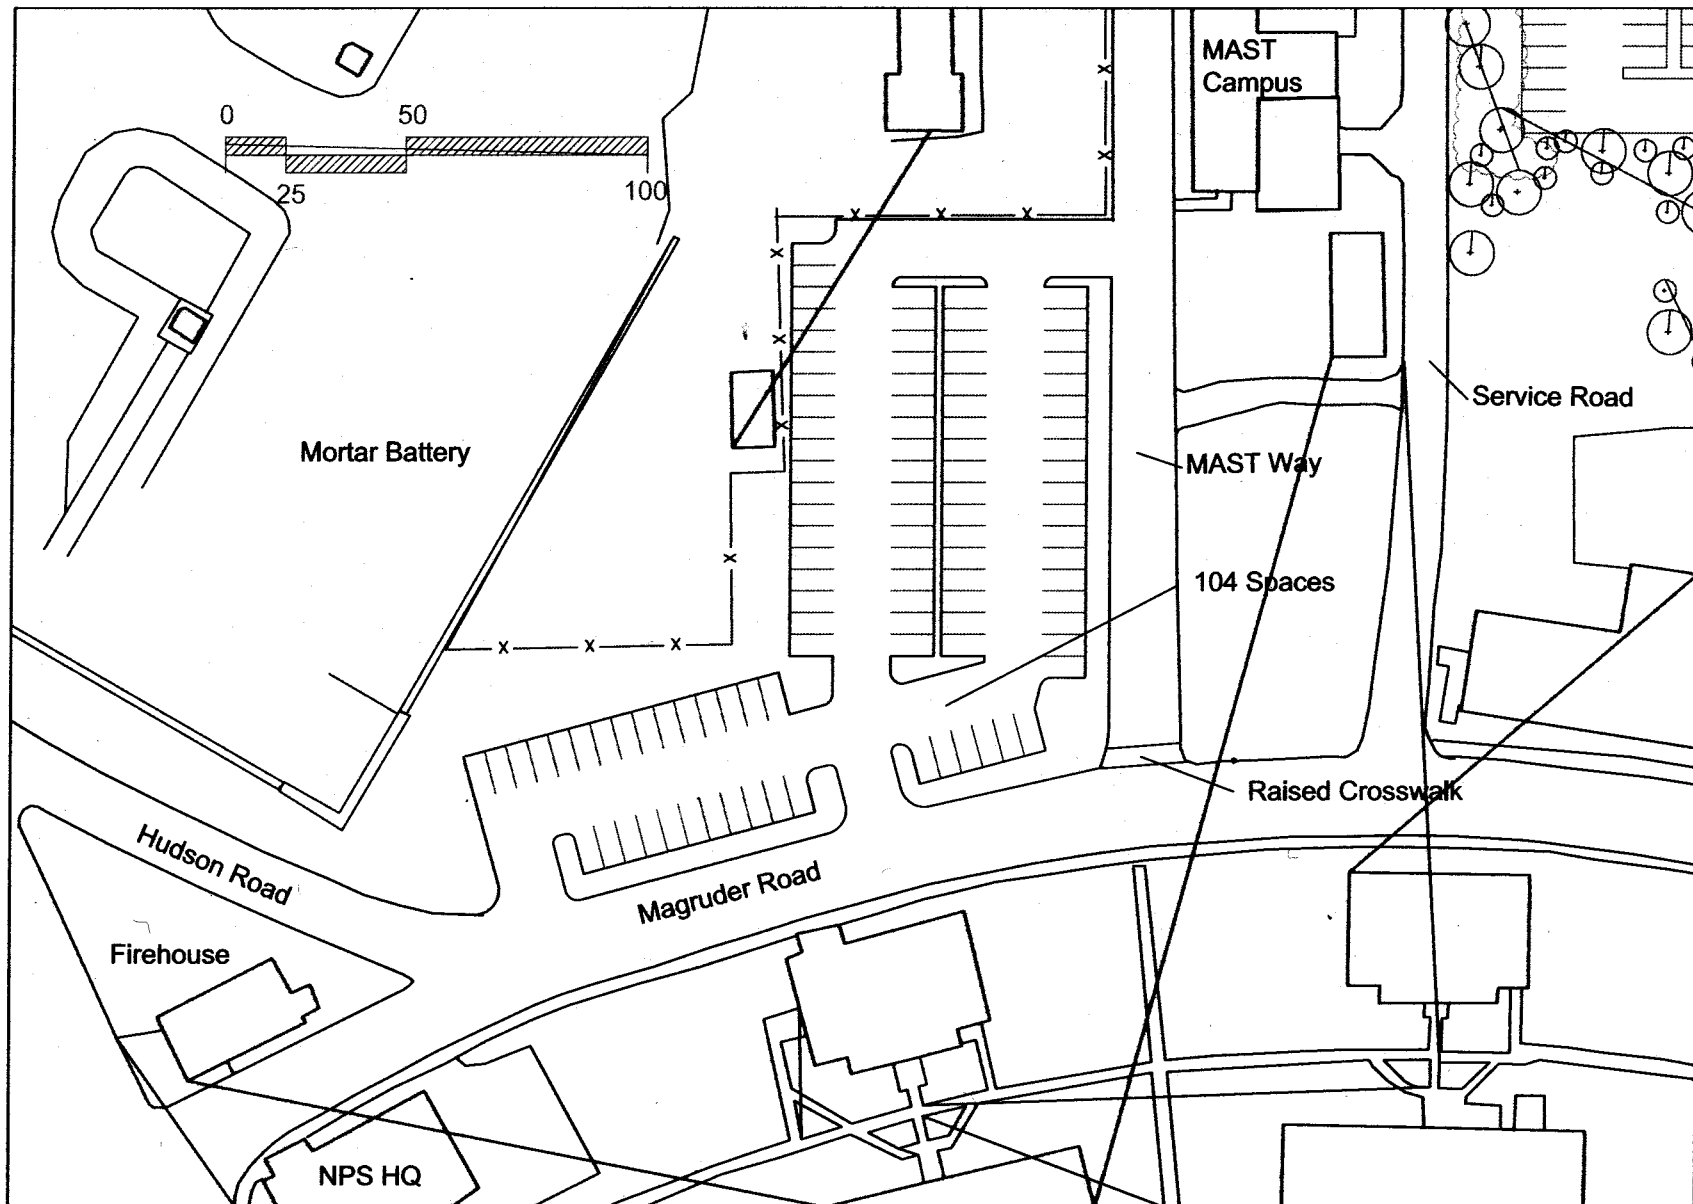 MAST
Campus
0
50
25
100
Service Road
Mortar Battery
MAST Way
104 Spaces
Raised Crosswalk
Hudson Road
Magruder Road
Firehouse
NPS HQ